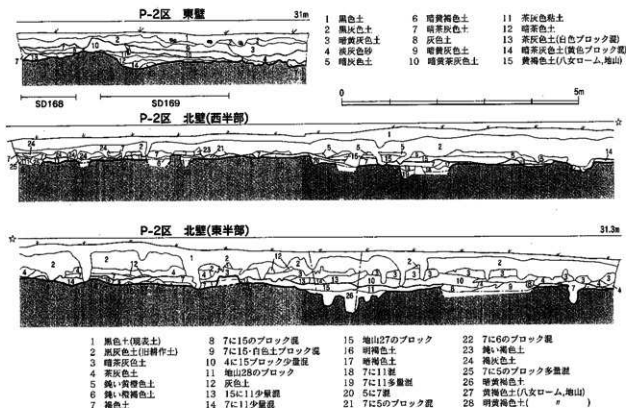 P-2区 東壁
31m
1 黒色土
2 黒灰色土
3 暗黄灰色土
4 淡灰色砂
5 暗灰色土
6 暗黄褐色土
7 暗茶灰色土
8 灰色土
9 暗黄灰色土
10 暗黄茶灰色土
11 茶灰色粘土
12 暗茶色土
13 茶灰色土(白色ブロック混)
14 暗茶灰色土(黄色ブロック混)
15 黄褐色土(八女ローム,地山)
SD168
SD169
0 5m
P-2区 北壁(西半部)
☆
P-2区 北壁(東半部)
☆
31.3m
1 黒色土(現表土)
2 黒灰色土(旧耕作土)
3 暗茶灰色土
4 茶灰色土
5 鈍い黄橙色土
6 鈍い橙褐色土
7 褐色土
8 7に15のブロック混
9 7に15・白色土ブロック混
10 4に15ブロック少量混
11 地山28のブロック
12 灰色土
13 15に11少量混
14 7に11少量混
15 地山27のブロック
16 明褐色土
17 暗褐色土
18 7に11混
19 7に11多量混
20 5に7混
21 7に5のブロック混
22 7に6のブロック混
23 鈍い褐色土
24 褐灰色土
25 7に5のブロック多量混
26 暗黄褐色土
27 黄褐色土(八女ローム,地山)
28 明黄褐色土( 〃 )